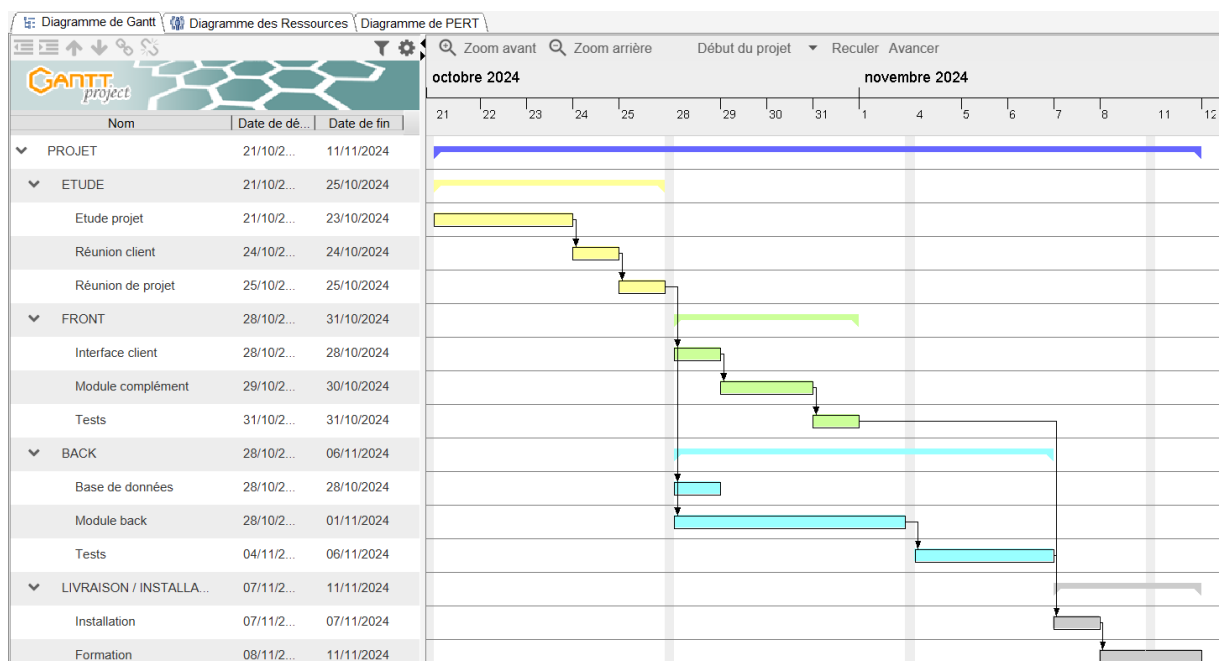 Diagramme de Gantt Diagramme des Ressources Diagramme de PERT
Zoom avant Zoom arrière Début du projet Reculer Avancer
GANTT project
octobre 2024 novembre 2024
21 22 23 24 25 28 29 30 31 1 4 5 6 7 8 11 12
Nom Date de dé... Date de fin
PROJET 21/10/2... 11/11/2024
ETUDE 21/10/2... 25/10/2024
Etude projet 21/10/2... 23/10/2024
Réunion client 24/10/2... 24/10/2024
Réunion de projet 25/10/2... 25/10/2024
FRONT 28/10/2... 31/10/2024
Interface client 28/10/2... 28/10/2024
Module complément 29/10/2... 30/10/2024
Tests 31/10/2... 31/10/2024
BACK 28/10/2... 06/11/2024
Base de données 28/10/2... 28/10/2024
Module back 28/10/2... 01/11/2024
Tests 04/11/2... 06/11/2024
LIVRAISON / INSTALLA... 07/11/2... 11/11/2024
Installation 07/11/2... 07/11/2024
Formation 08/11/2... 11/11/2024